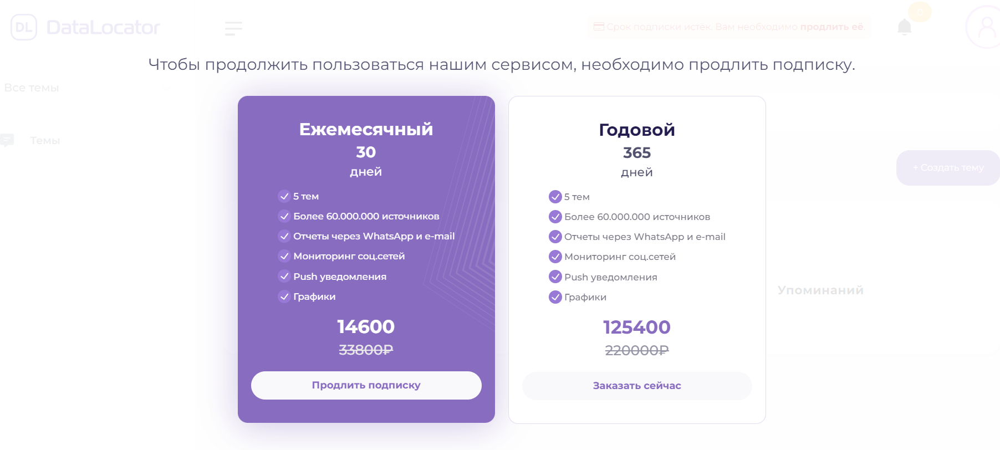 DL DataLocator
Срок подписки истёк. Вам необходимо продлить её.
0
Чтобы продолжить пользоваться нашим сервисом, необходимо продлить подписку.
Все темы
Темы
+ Создать тему
Упоминаний
Ежемесячный
30
дней
5 тем
Более 60.000.000 источников
Отчеты через WhatsApp и e-mail
Мониторинг соц.сетей
Push уведомления
Графики
14600
33800₽
Продлить подписку
Годовой
365
дней
5 тем
Более 60.000.000 источников
Отчеты через WhatsApp и e-mail
Мониторинг соц.сетей
Push уведомления
Графики
125400
220000₽
Заказать сейчас